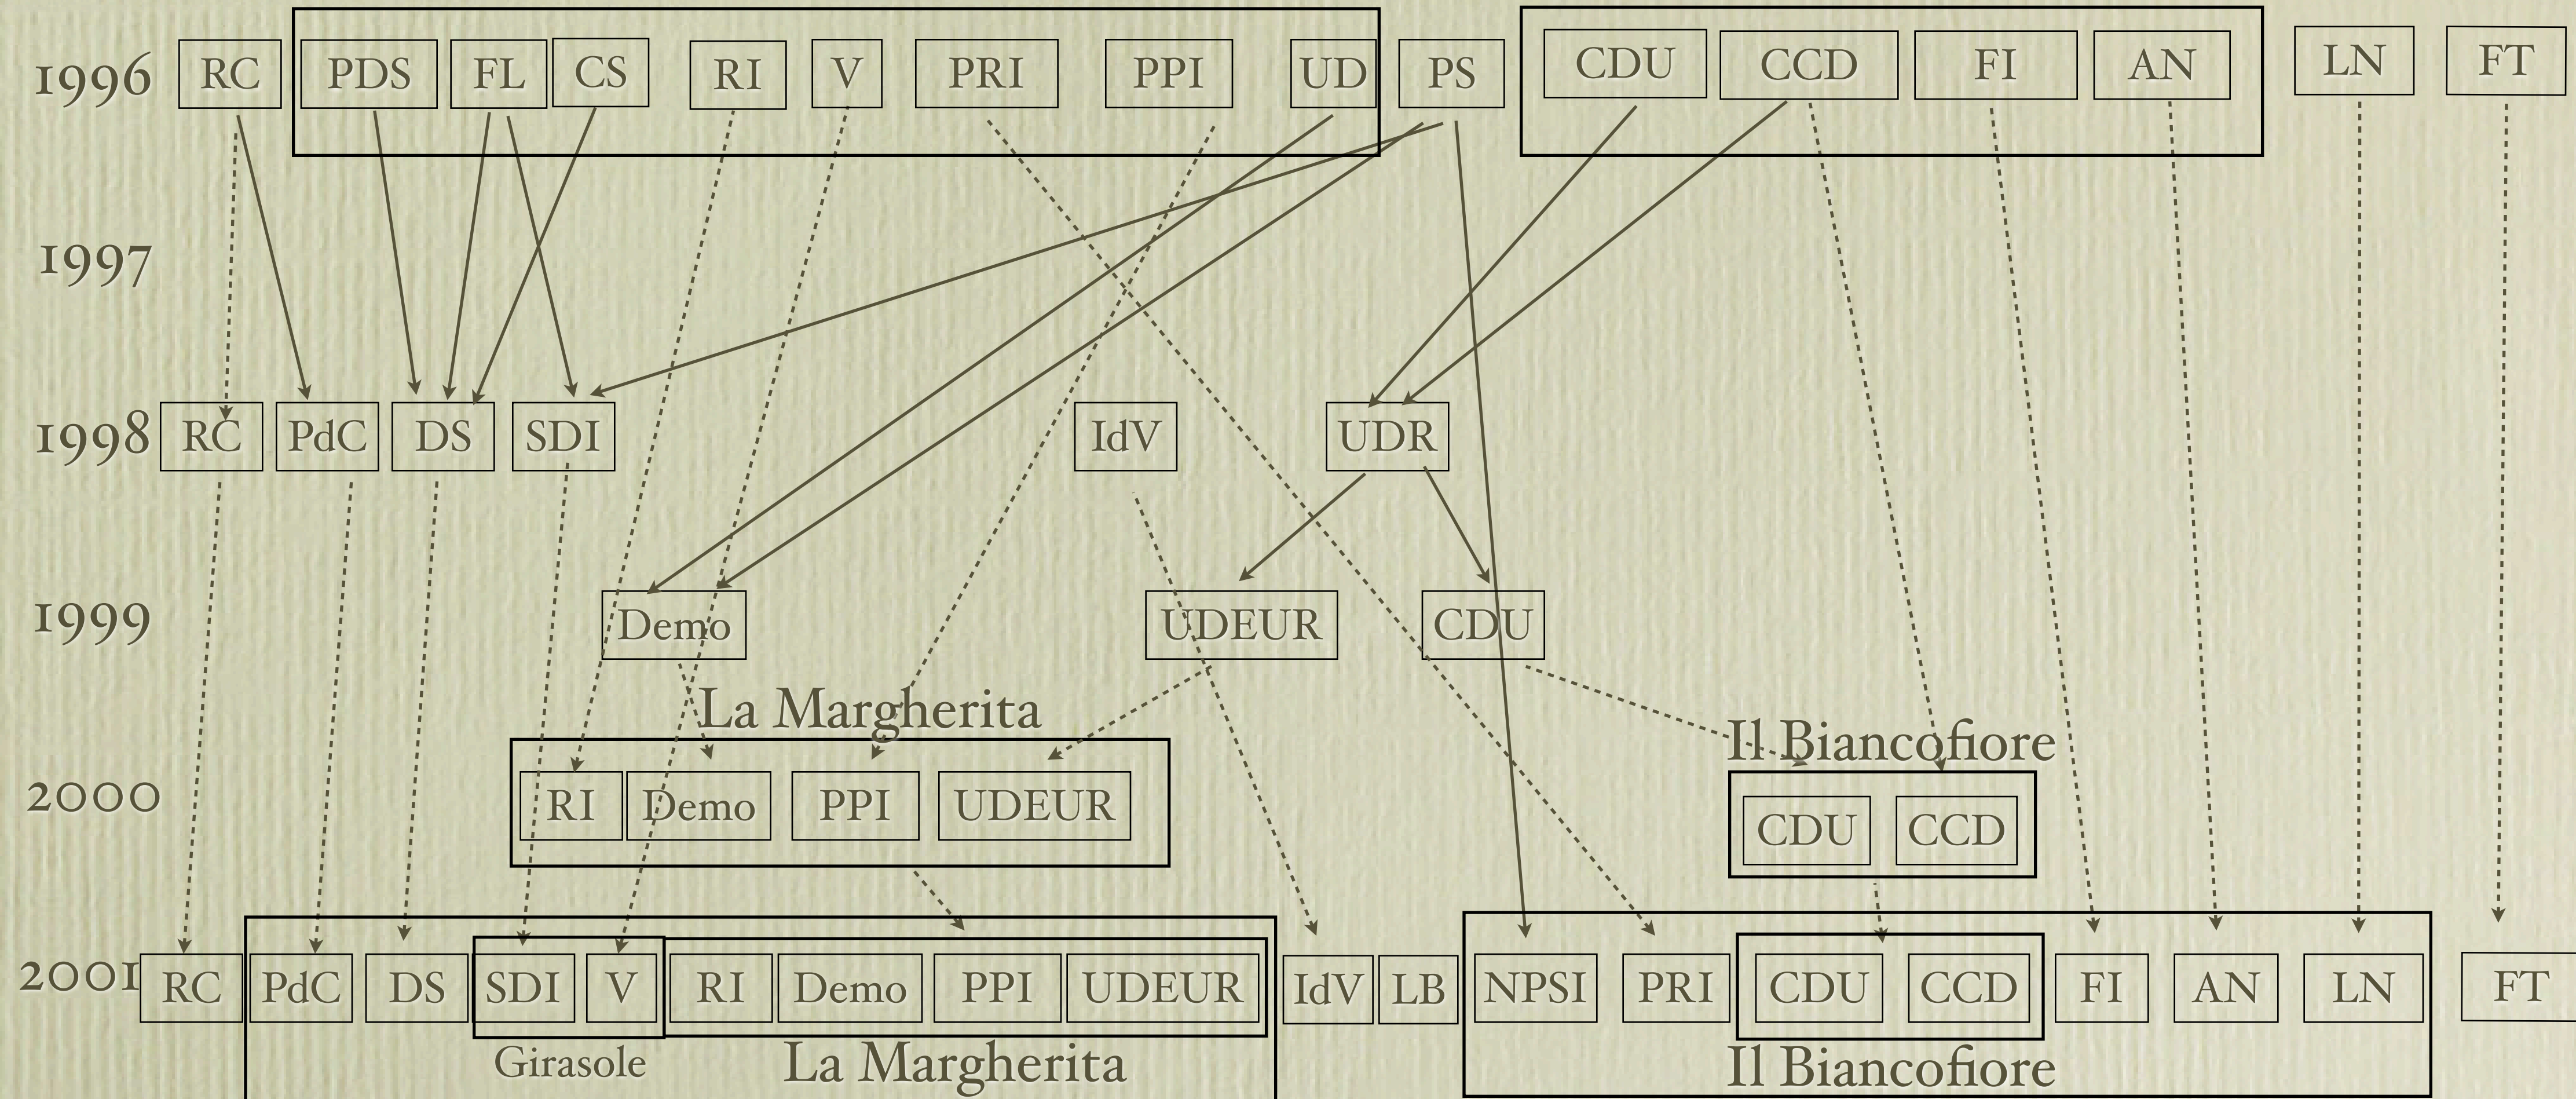 1996 RC PDS FL CS RI V PRI PPI UD PS CDU CCD FI AN LN FT
1997
1998 RC PdC DS SDI IdV UDR
1999 Demo UDEUR CDU
La Margherita Il Biancofiore
2000 RI Demo PPI UDEUR CDU CCD
2001 RC PdC DS SDI V RI Demo PPI UDEUR IdV LB NPSI PRI CDU CCD FI AN LN FT
Girasole La Margherita Il Biancofiore